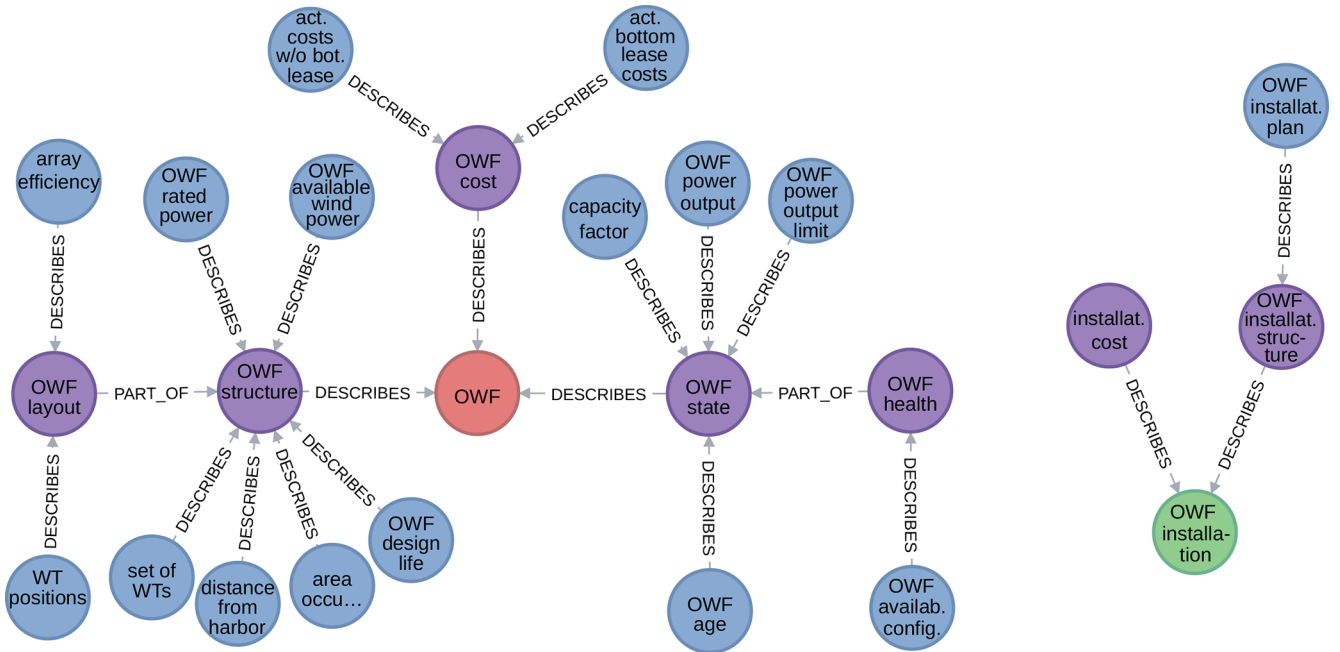 act.
costs
w/o bot.
lease
act.
bottom
lease
costs
DESCRIBES
DESCRIBES
OWF
cost
DESCRIBES
array
efficiency
OWF
rated
power
OWF
available
wind
power
DESCRIBES
DESCRIBES
DESCRIBES
capacity
factor
OWF
power
output
OWF
power
output
limit
DESCRIBES
DESCRIBES
DESCRIBES
OWF
layout
PART_OF
OWF
structure
DESCRIBES
OWF
DESCRIBES
OWF
state
PART_OF
OWF
health
DESCRIBES
DESCRIBES
DESCRIBES
DESCRIBES
DESCRIBES
DESCRIBES
DESCRIBES
WT
positions
set of
WTs
distance
from
harbor
area
occu…
OWF
design
life
OWF
age
OWF
availab.
config.
OWF
installat.
plan
DESCRIBES
installat.
cost
OWF
installat.
struc-
ture
DESCRIBES
DESCRIBES
OWF
installa-
tion